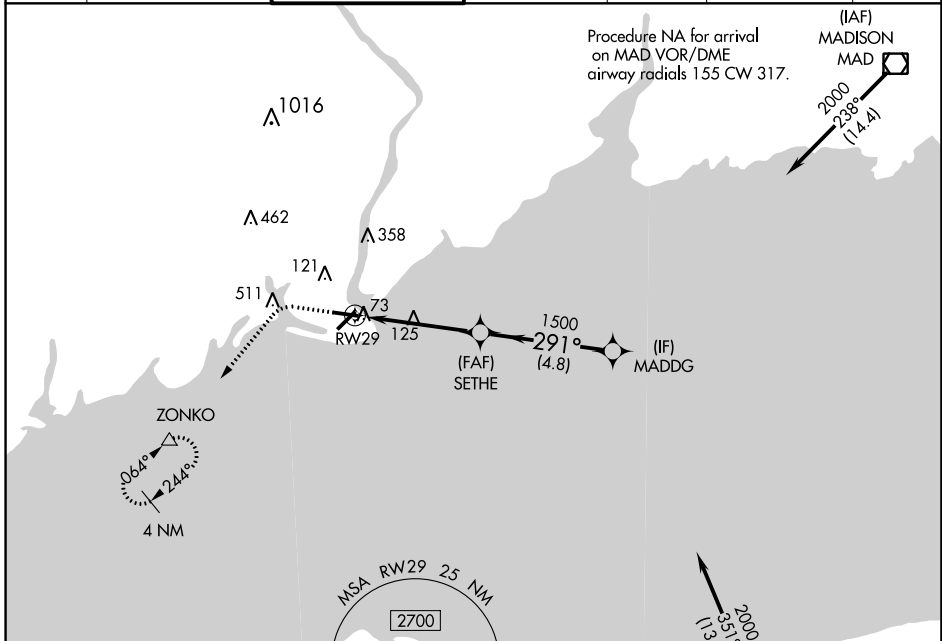 Procedure NA for arrival
on MAD VOR/DME
airway radials 155 CW 317.
(IAF)
MADISON
MAD
2000
238°
(14.4)
1016
462
358
121
511
73
125
RW29
(FAF)
SETHE
1500
291°
(4.8)
(IF)
MADDG
ZONKO
064°
244°
4 NM
MSA RW29 25 NM
2700
2000
351°
(13